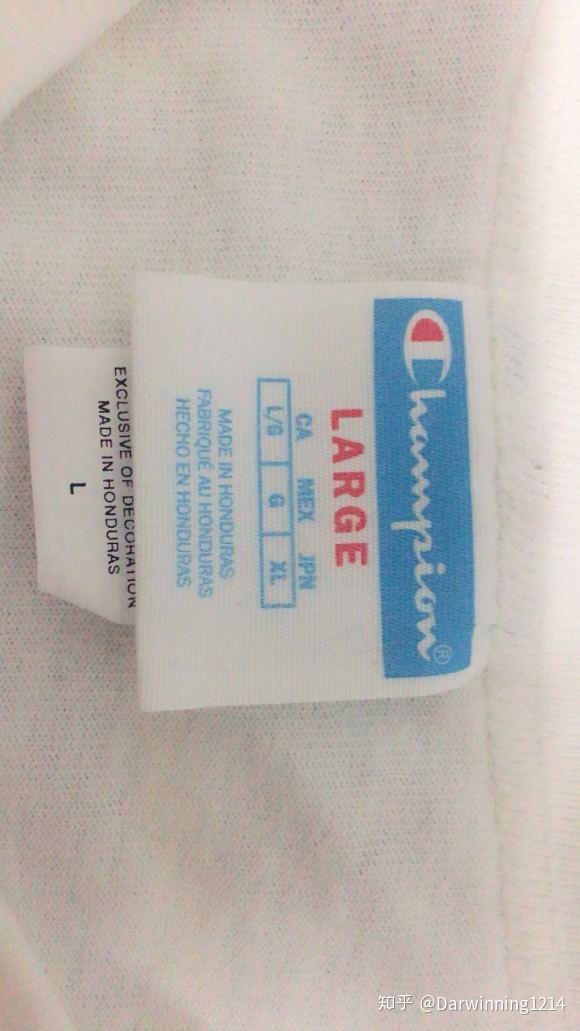 Champion®
LARGE
CA MEX JPN
L/G G XL
MADE IN HONDURAS
FABRIQUÉ AU HONDURAS
HECHO EN HONDURAS
EXCLUSIVE OF DECORATION
MADE IN HONDURAS
L
知乎 @Darwinning1214